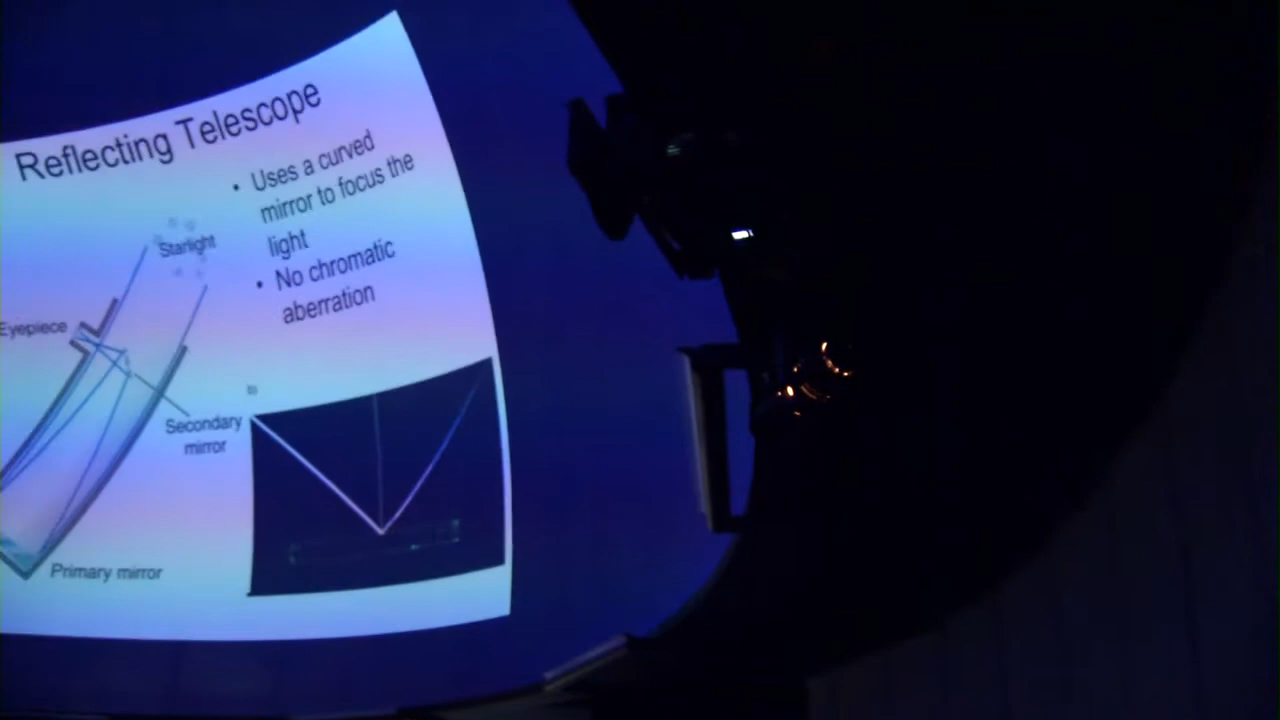 Reflecting Telescope
• Uses a curved
mirror to focus the
light
• No chromatic
aberration
Starlight
Eyepiece
Secondary
mirror
Primary mirror